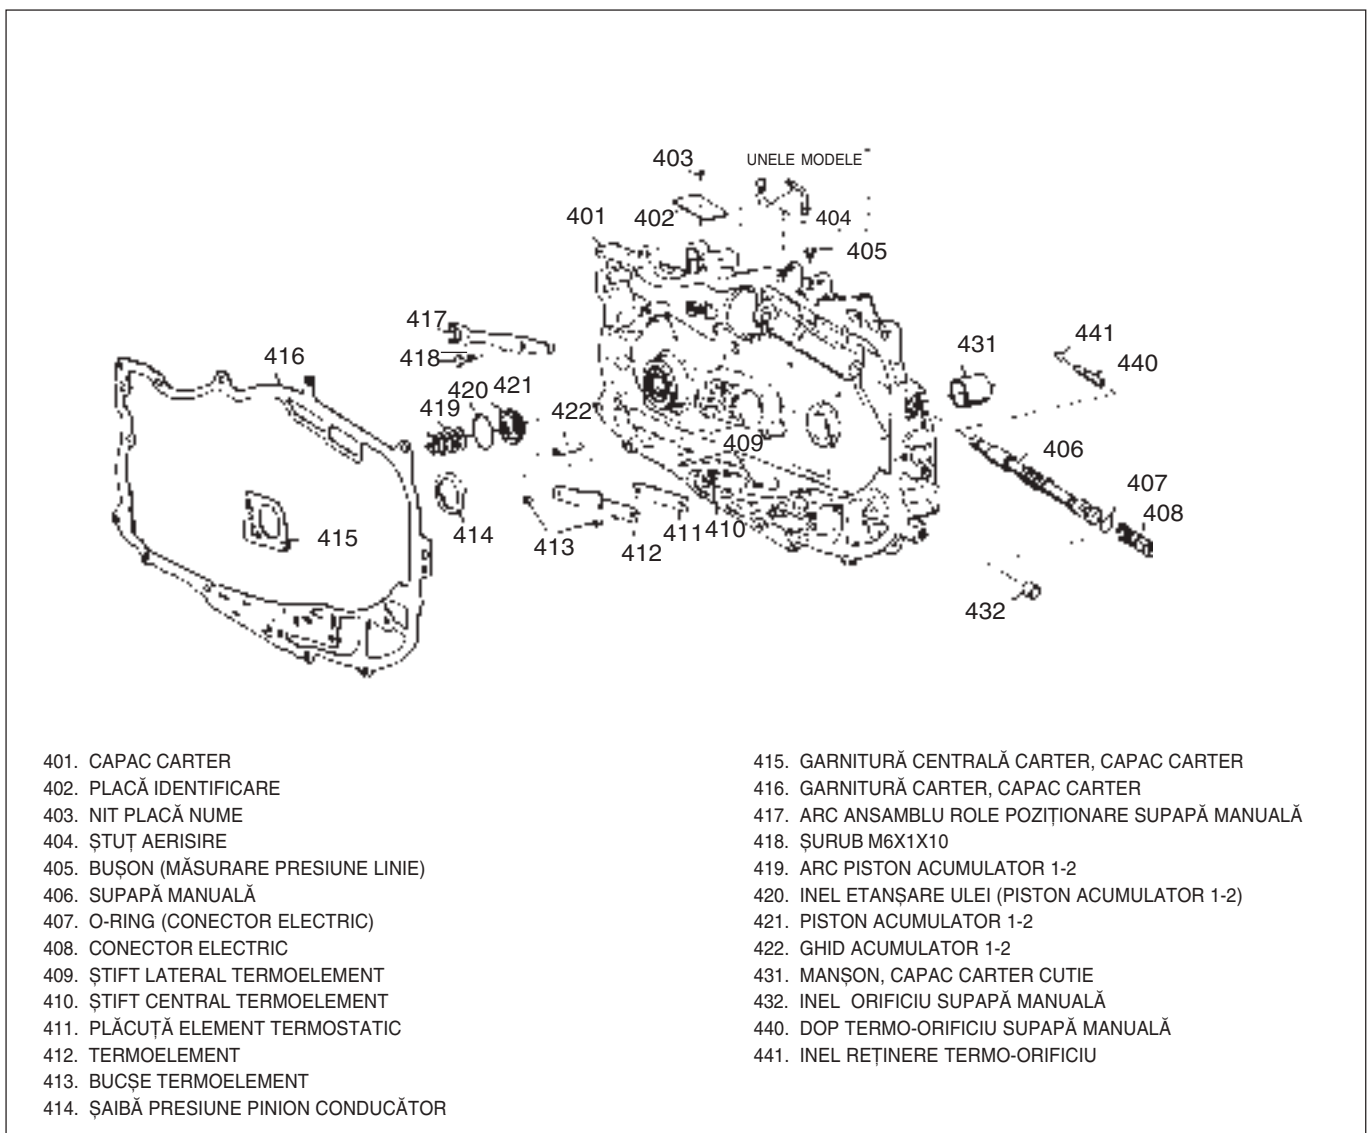 403
UNELE MODELE
401
402
404
405
417
418
416
421
420
419
422
431
441
440
409
406
407
408
415
414
413
412
411
410
432
401. CAPAC CARTER
402. PLACĂ IDENTIFICARE
403. NIT PLACĂ NUME
404. ȘTUȚ AERISIRE
405. BUȘON (MĂSURARE PRESIUNE LINIE)
406. SUPAPĂ MANUALĂ
407. O-RING (CONECTOR ELECTRIC)
408. CONECTOR ELECTRIC
409. ȘTIFT LATERAL TERMOELEMENT
410. ȘTIFT CENTRAL TERMOELEMENT
411. PLĂCUȚĂ ELEMENT TERMOSTATIC
412. TERMOELEMENT
413. BUCȘE TERMOELEMENT
414. ȘAIBĂ PRESIUNE PINION CONDUCĂTOR
415. GARNITURĂ CENTRALĂ CARTER, CAPAC CARTER
416. GARNITURĂ CARTER, CAPAC CARTER
417. ARC ANSAMBLU ROLE POZIȚIONARE SUPAPĂ MANUALĂ
418. ȘURUB M6X1X10
419. ARC PISTON ACUMULATOR 1-2
420. INEL ETANȘARE ULEI (PISTON ACUMULATOR 1-2)
421. PISTON ACUMULATOR 1-2
422. GHID ACUMULATOR 1-2
431. MANȘON, CAPAC CARTER CUTIE
432. INEL ORIFICIU SUPAPĂ MANUALĂ
440. DOP TERMO-ORIFICIU SUPAPĂ MANUALĂ
441. INEL REȚINERE TERMO-ORIFICIU